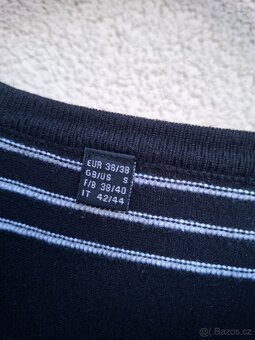 EUR 36/38
GB/US S
F/B 38/40
IT 42/44
© Bazos.cz